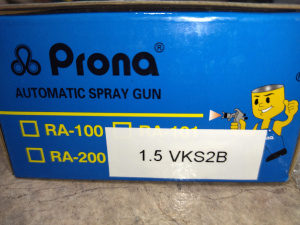 Prona®
AUTOMATIC SPRAY GUN
RA-100
RA-200
1.5 VKS2B